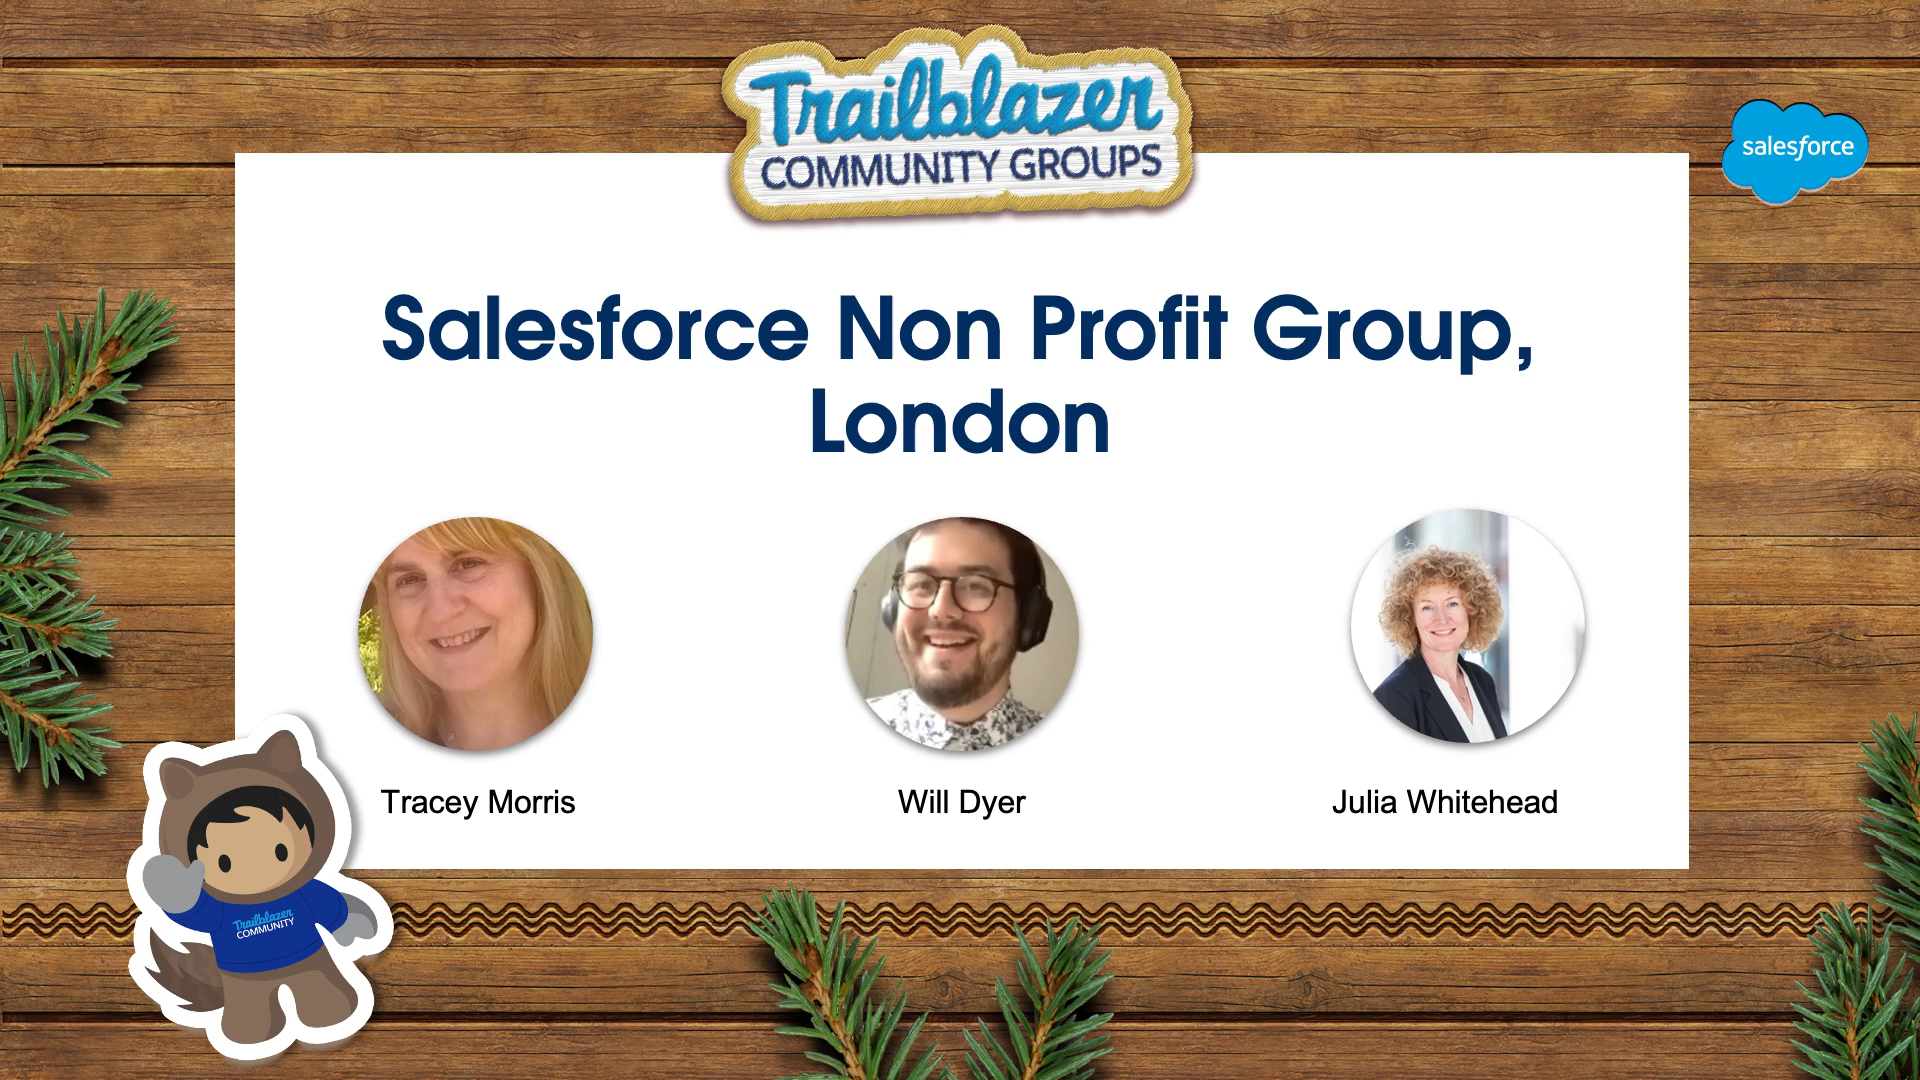 Trailblazer
COMMUNITY GROUPS
salesforce
Salesforce Non Profit Group,
London
Tracey Morris
Will Dyer
Julia Whitehead
Trailblazer
COMMUNITY